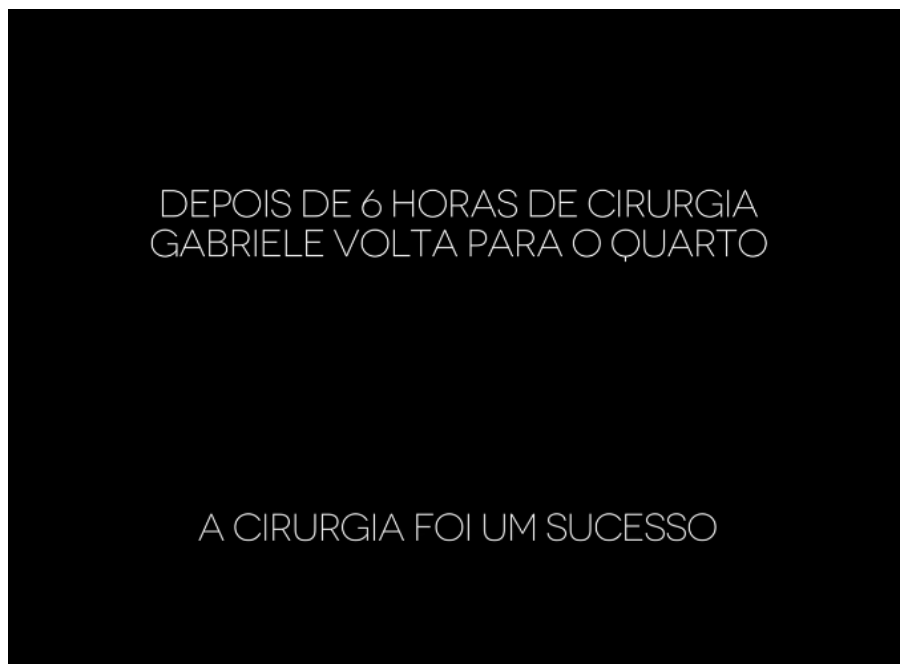 DEPOIS DE 6 HORAS DE CIRURGIA
GABRIELE VOLTA PARA O QUARTO
A CIRURGIA FOI UM SUCESSO